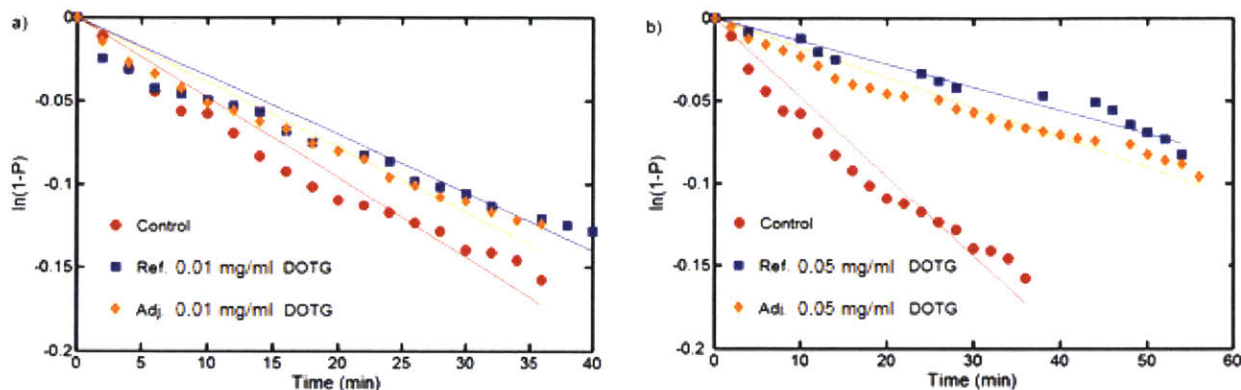 a)
ln(1-P)
0
-0.05
-0.1
-0.15
-0.2
Control
Ref. 0.01 mg/ml DOTG
Adj. 0.01 mg/ml DOTG
0 5 10 15 20 25 30 35 40
Time (min)
b)
ln(1-P)
0
-0.05
-0.1
-0.15
-0.2
Control
Ref. 0.05 mg/ml DOTG
Adj. 0.05 mg/ml DOTG
0 10 20 30 40 50 60
Time (min)